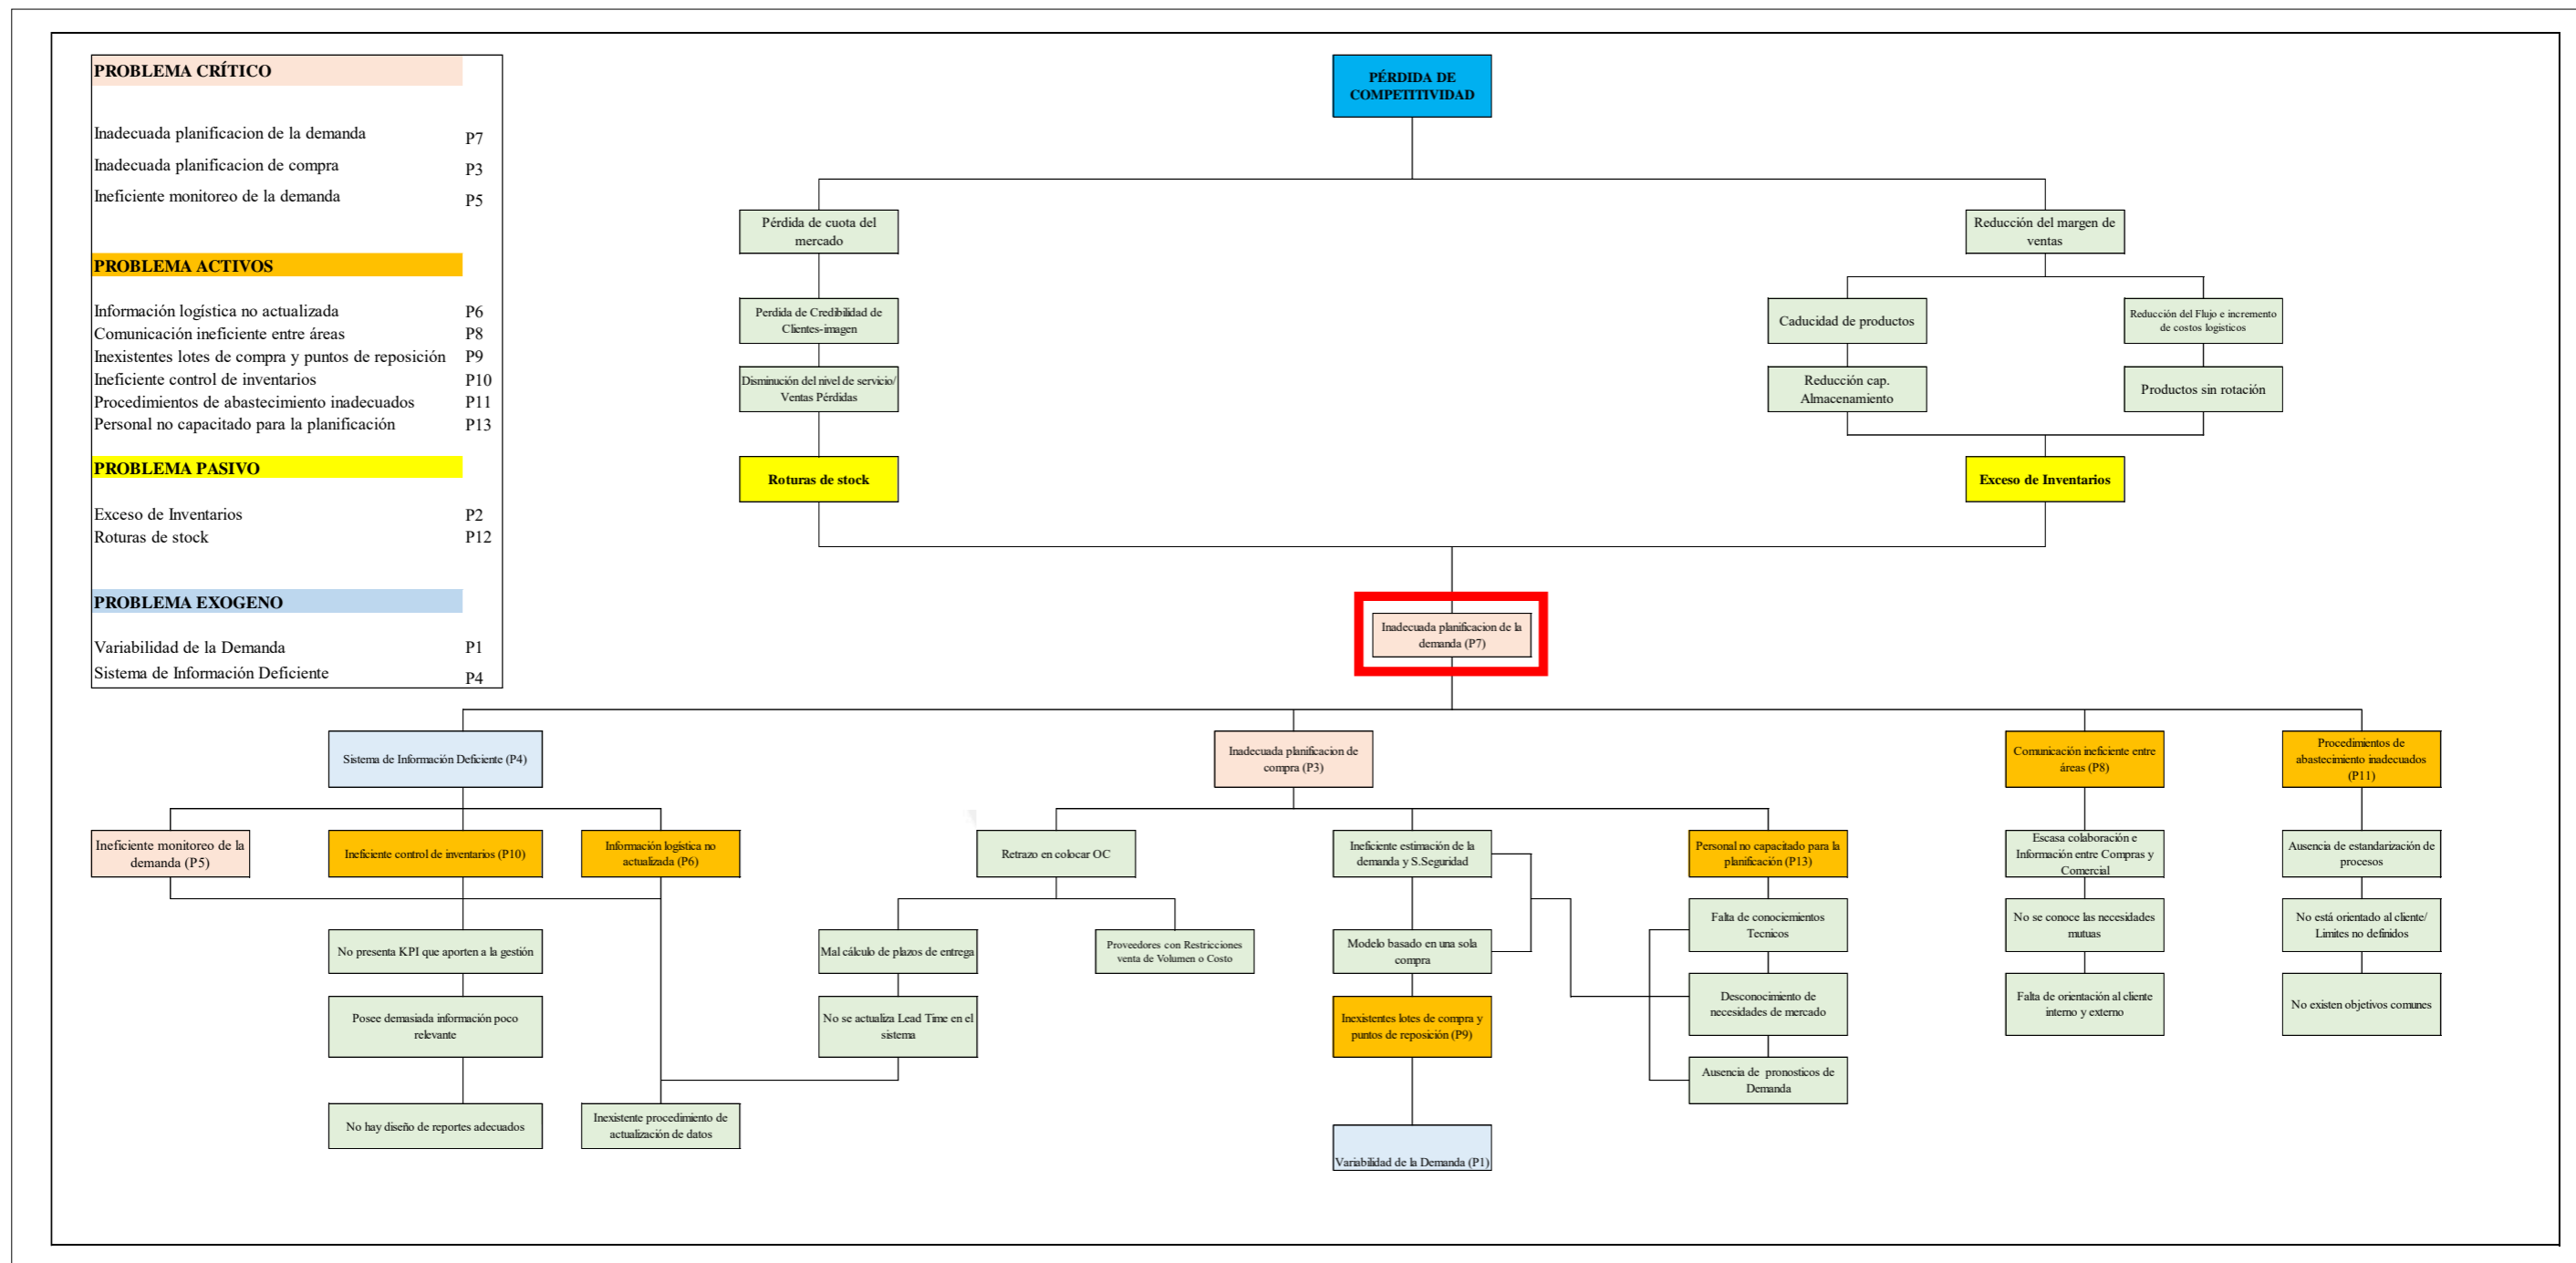 PROBLEMA CRÍTICO
Inadecuada planificacion de la demanda P7
Inadecuada planificacion de compra P3
Ineficiente monitoreo de la demanda P5
PROBLEMA ACTIVOS
Información logística no actualizada P6
Comunicación ineficiente entre áreas P8
Inexistentes lotes de compra y puntos de reposición P9
Ineficiente control de inventarios P10
Procedimientos de abastecimiento inadecuados P11
Personal no capacitado para la planificación P13
PROBLEMA PASIVO
Exceso de Inventarios P2
Roturas de stock P12
PROBLEMA EXOGENO
Variabilidad de la Demanda P1
Sistema de Información Deficiente P4
PÉRDIDA DE
COMPETITIVIDAD
Pérdida de cuota del
mercado
Reducción del margen de
ventas
Perdida de Credibilidad de
Clientes-imagen
Caducidad de productos
Reducción del Flujo e incremento
de costos logisticos
Disminución del nivel de servicio/
Ventas Pérdidas
Reducción cap.
Almacenamiento
Productos sin rotación
Roturas de stock
Exceso de Inventarios
Inadecuada planificacion de la
demanda (P7)
Sistema de Información Deficiente (P4)
Inadecuada planificacion de
compra (P3)
Comunicación ineficiente entre
áreas (P8)
Procedimientos de
abastecimiento inadecuados
(P11)
Ineficiente monitoreo de la
demanda (P5)
Ineficiente control de inventarios (P10)
Información logística no
actualizada (P6)
Retrazo en colocar OC
Ineficiente estimación de la
demanda y S.Seguridad
Personal no capacitado para la
planificación (P13)
Escasa colaboración e
Información entre Compras y
Comercial
Ausencia de estandarización de
procesos
No presenta KPI que aporten a la gestión
Mal cálculo de plazos de entrega
Proveedores con Restricciones
venta de Volumen o Costo
Modelo basado en una sola
compra
Falta de conociemientos
Tecnicos
No se conoce las necesidades
mutuas
No está orientado al cliente/
Limites no definidos
Posee demasiada información poco
relevante
No se actualiza Lead Time en el
sistema
Inexistentes lotes de compra y
puntos de reposición (P9)
Desconocimiento de
necesidades de mercado
Falta de orientación al cliente
interno y externo
No existen objetivos comunes
Ausencia de pronosticos de
Demanda
No hay diseño de reportes adecuados
Inexistente procedimiento de
actualización de datos
Variabilidad de la Demanda (P1)